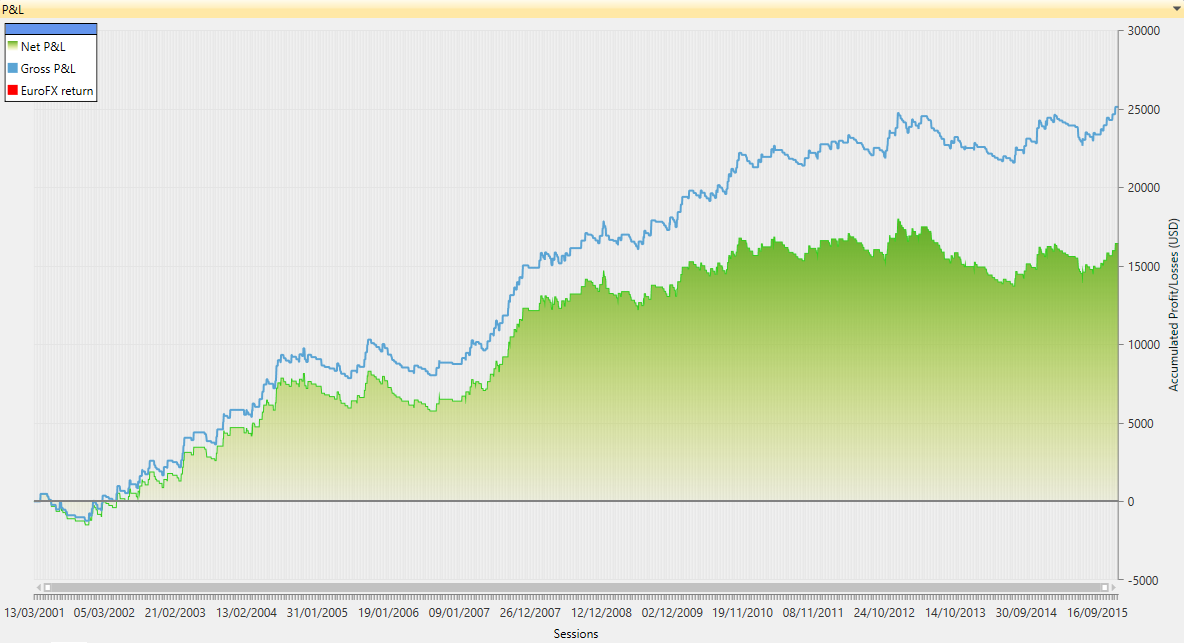 P&L
Net P&L
Gross P&L
EuroFX return
30000
25000
20000
15000
10000
5000
0
-5000
Accumulated Profit/Losses (USD)
13/03/2001 05/03/2002 21/02/2003 13/02/2004 31/01/2005 19/01/2006 09/01/2007 26/12/2007 12/12/2008 02/12/2009 19/11/2010 08/11/2011 24/10/2012 14/10/2013 30/09/2014 16/09/2015
Sessions